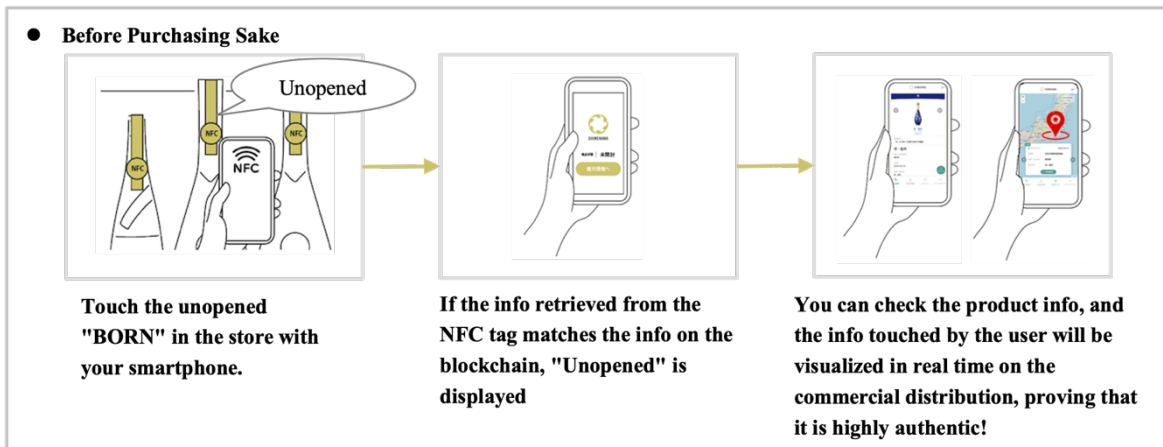 ● Before Purchasing Sake
Unopened
NFC
NFC
NFC
NFC
未開封
Touch the unopened
"BORN" in the store with
your smartphone.
If the info retrieved from the
NFC tag matches the info on the
blockchain, "Unopened" is
displayed
You can check the product info, and
the info touched by the user will be
visualized in real time on the
commercial distribution, proving that
it is highly authentic!